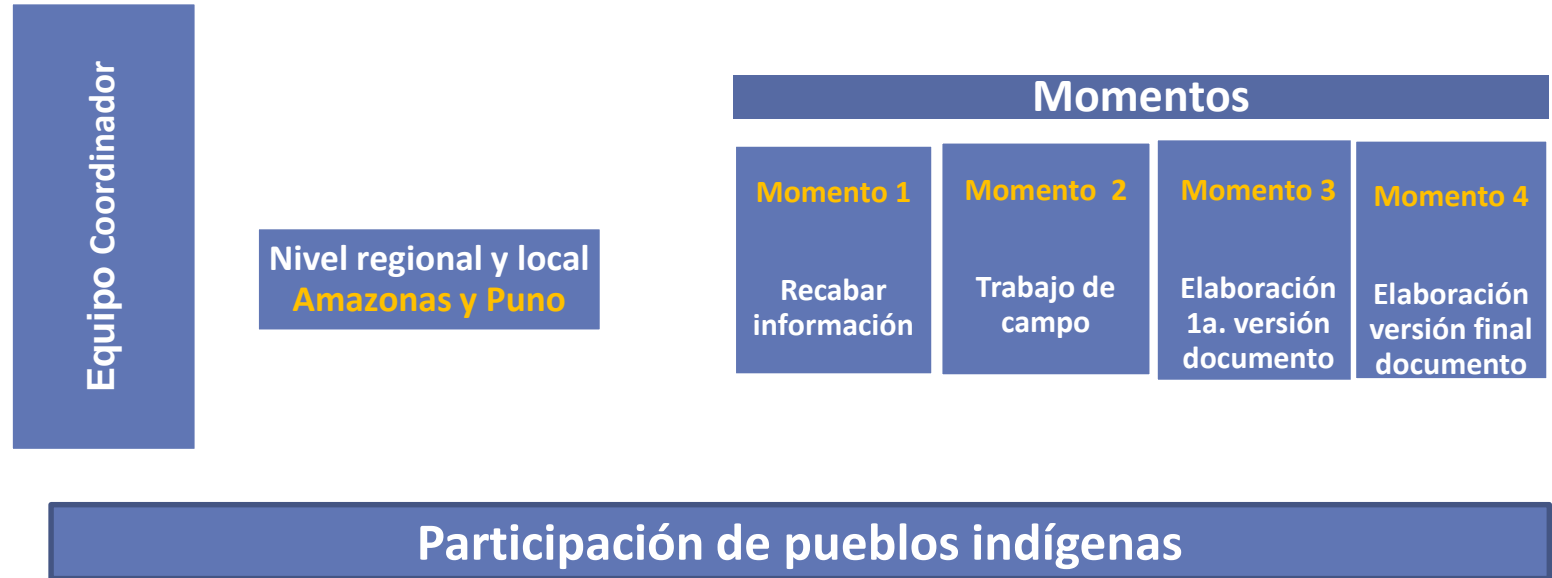 Equipo Coordinador
Nivel regional y local
Amazonas y Puno
Momentos
Momento 1
Recabar
información
Momento 2
Trabajo de
campo
Momento 3
Elaboración
1a. versión
documento
Momento 4
Elaboración
versión final
documento
Participación de pueblos indígenas